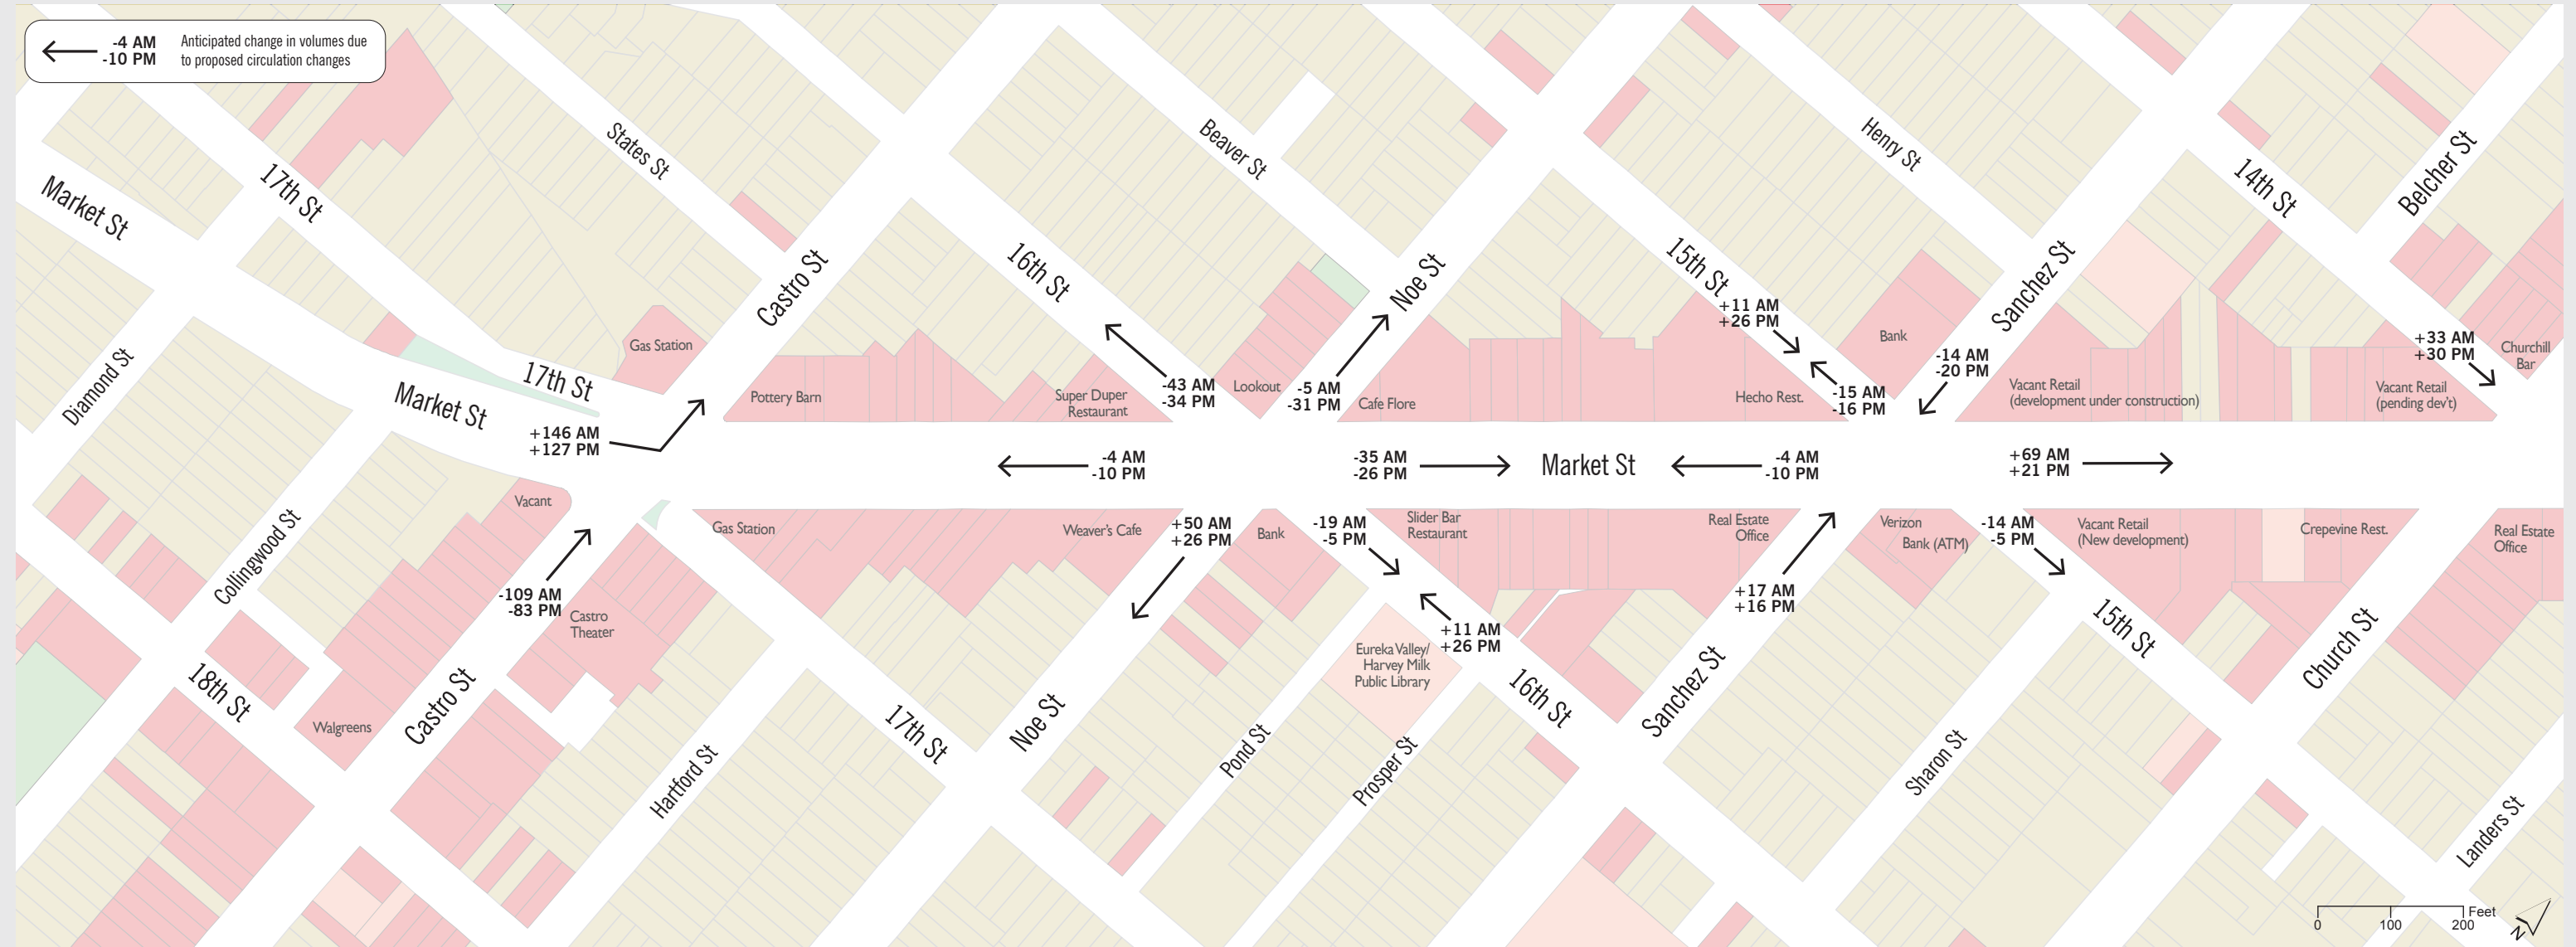 -4 AM
-10 PM
Anticipated change in volumes due
to proposed circulation changes
17th St
Market St
States St
Castro St
16th St
Beaver St
Noe St
15th St
Henry St
Sanchez St
14th St
Belcher St
Diamond St
Market St
17th St
Gas Station
Pottery Barn
Super Duper
Restaurant
Lookout
Cafe Flore
Hecho Rest.
Bank
Vacant Retail
(development under construction)
Vacant Retail
(pending dev't)
Churchill
Bar
+146 AM
+127 PM
-43 AM
-34 PM
-5 AM
-31 PM
+11 AM
+26 PM
-15 AM
-16 PM
-14 AM
-20 PM
+33 AM
+30 PM
-4 AM
-10 PM
-35 AM
-26 PM
Market St
-4 AM
-10 PM
+69 AM
+21 PM
Vacant
Gas Station
Weaver's Cafe
+50 AM
+26 PM
Bank
-19 AM
-5 PM
Slider Bar
Restaurant
Real Estate
Office
Verizon
Bank (ATM)
-14 AM
-5 PM
Vacant Retail
(New development)
Crepevine Rest.
Real Estate
Office
-109 AM
-83 PM
Castro
Theater
+11 AM
+26 PM
+17 AM
+16 PM
Eureka Valley/
Harvey Milk
Public Library
Collingwood St
18th St
Walgreens
Castro St
Hartford St
17th St
Noe St
Pond St
Prosper St
16th St
Sanchez St
Sharon St
15th St
Church St
Landers St
Feet
0 100 200
N